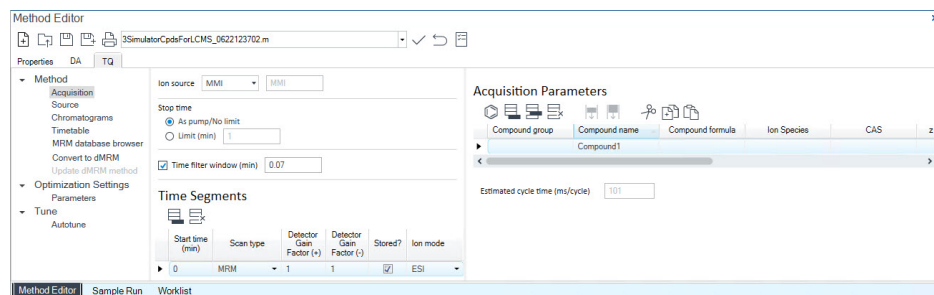 Method Editor
3SimulatorCpdsForLCMS_0622123702.m
Properties DA TQ
Method
Acquisition
Source
Chromatograms
Timetable
MRM database browser
Convert to dMRM
Update dMRM method
Optimization Settings
Parameters
Tune
Autotune
Ion source MMI MMI
Stop time
As pump/No limit
Limit (min) 1
Time filter window (min) 0.07
Time Segments
Start time (min) Scan type Detector Gain Factor (+) Detector Gain Factor (-) Stored? Ion mode
0 MRM 1 1 ESI
Acquisition Parameters
Compound group Compound name Compound formula Ion Species CAS z
Compound1
Estimated cycle time (ms/cycle) 101
Method Editor Sample Run Worklist